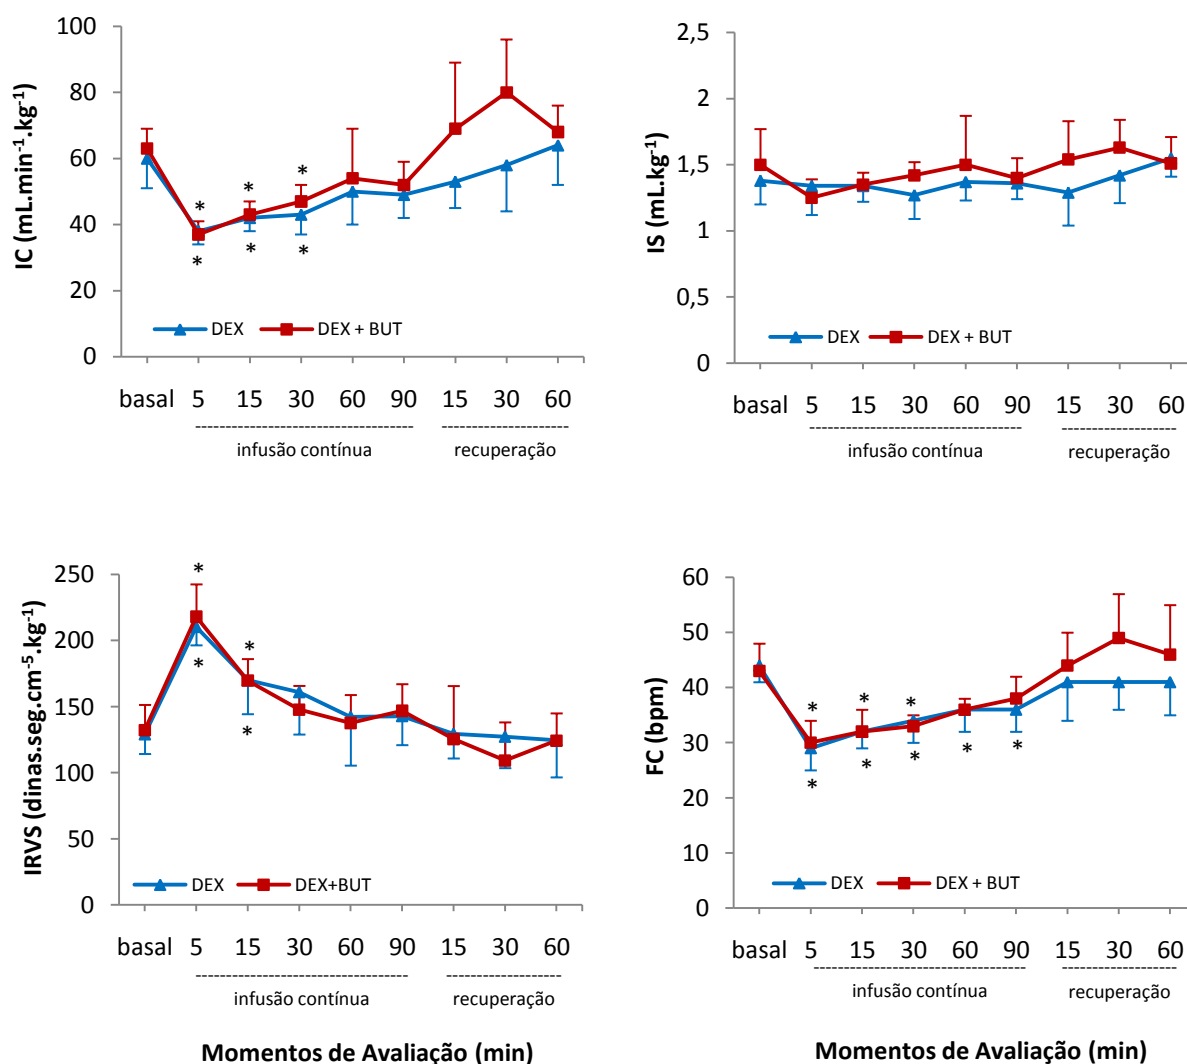 100
80
60
40
20
0
IC (mL.min⁻¹.kg⁻¹)
* * *
* * *
DEX DEX + BUT
basal 5 15 30 60 90 15 30 60
infusão contínua recuperação
2,5
2
1,5
1
0,5
0
IS (mL.kg⁻¹)
DEX DEX + BUT
basal 5 15 30 60 90 15 30 60
infusão contínua recuperação
250
200
150
100
50
0
IRVS (dinas.seg.cm⁻⁵.kg⁻¹)
* *
* *
DEX DEX+BUT
basal 5 15 30 60 90 15 30 60
infusão contínua recuperação
Momentos de Avaliação (min)
60
50
40
30
20
10
0
FC (bpm)
* * *
* * * * *
DEX DEX + BUT
basal 5 15 30 60 90 15 30 60
infusão contínua recuperação
Momentos de Avaliação (min)